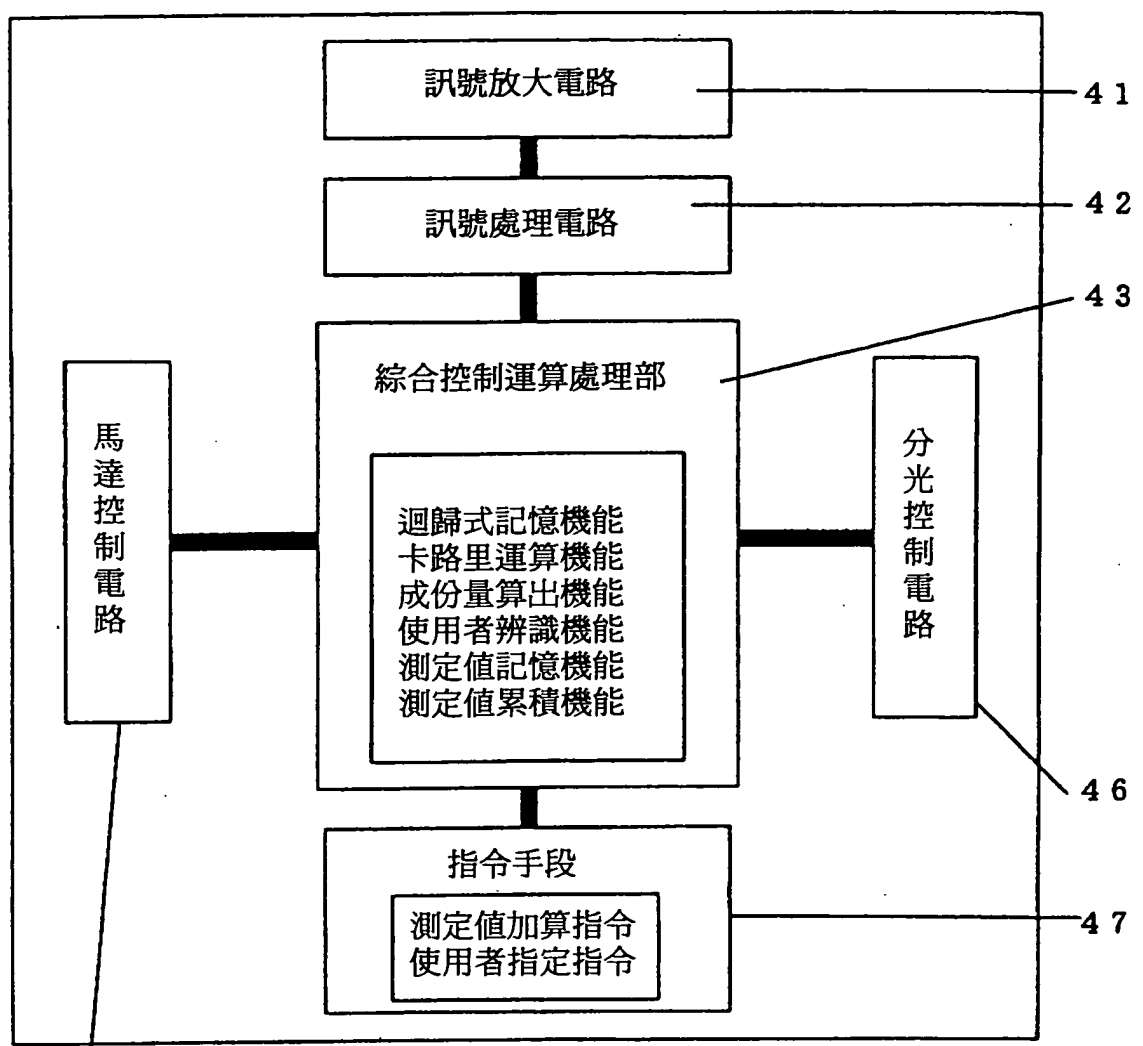 訊號放大電路
41
訊號處理電路
42
43
綜合控制運算處理部
馬達控制電路
分光控制電路
迴歸式記憶機能
卡路里運算機能
成份量算出機能
使用者辨識機能
測定值記憶機能
測定值累積機能
46
指令手段
47
測定值加算指令
使用者指定指令